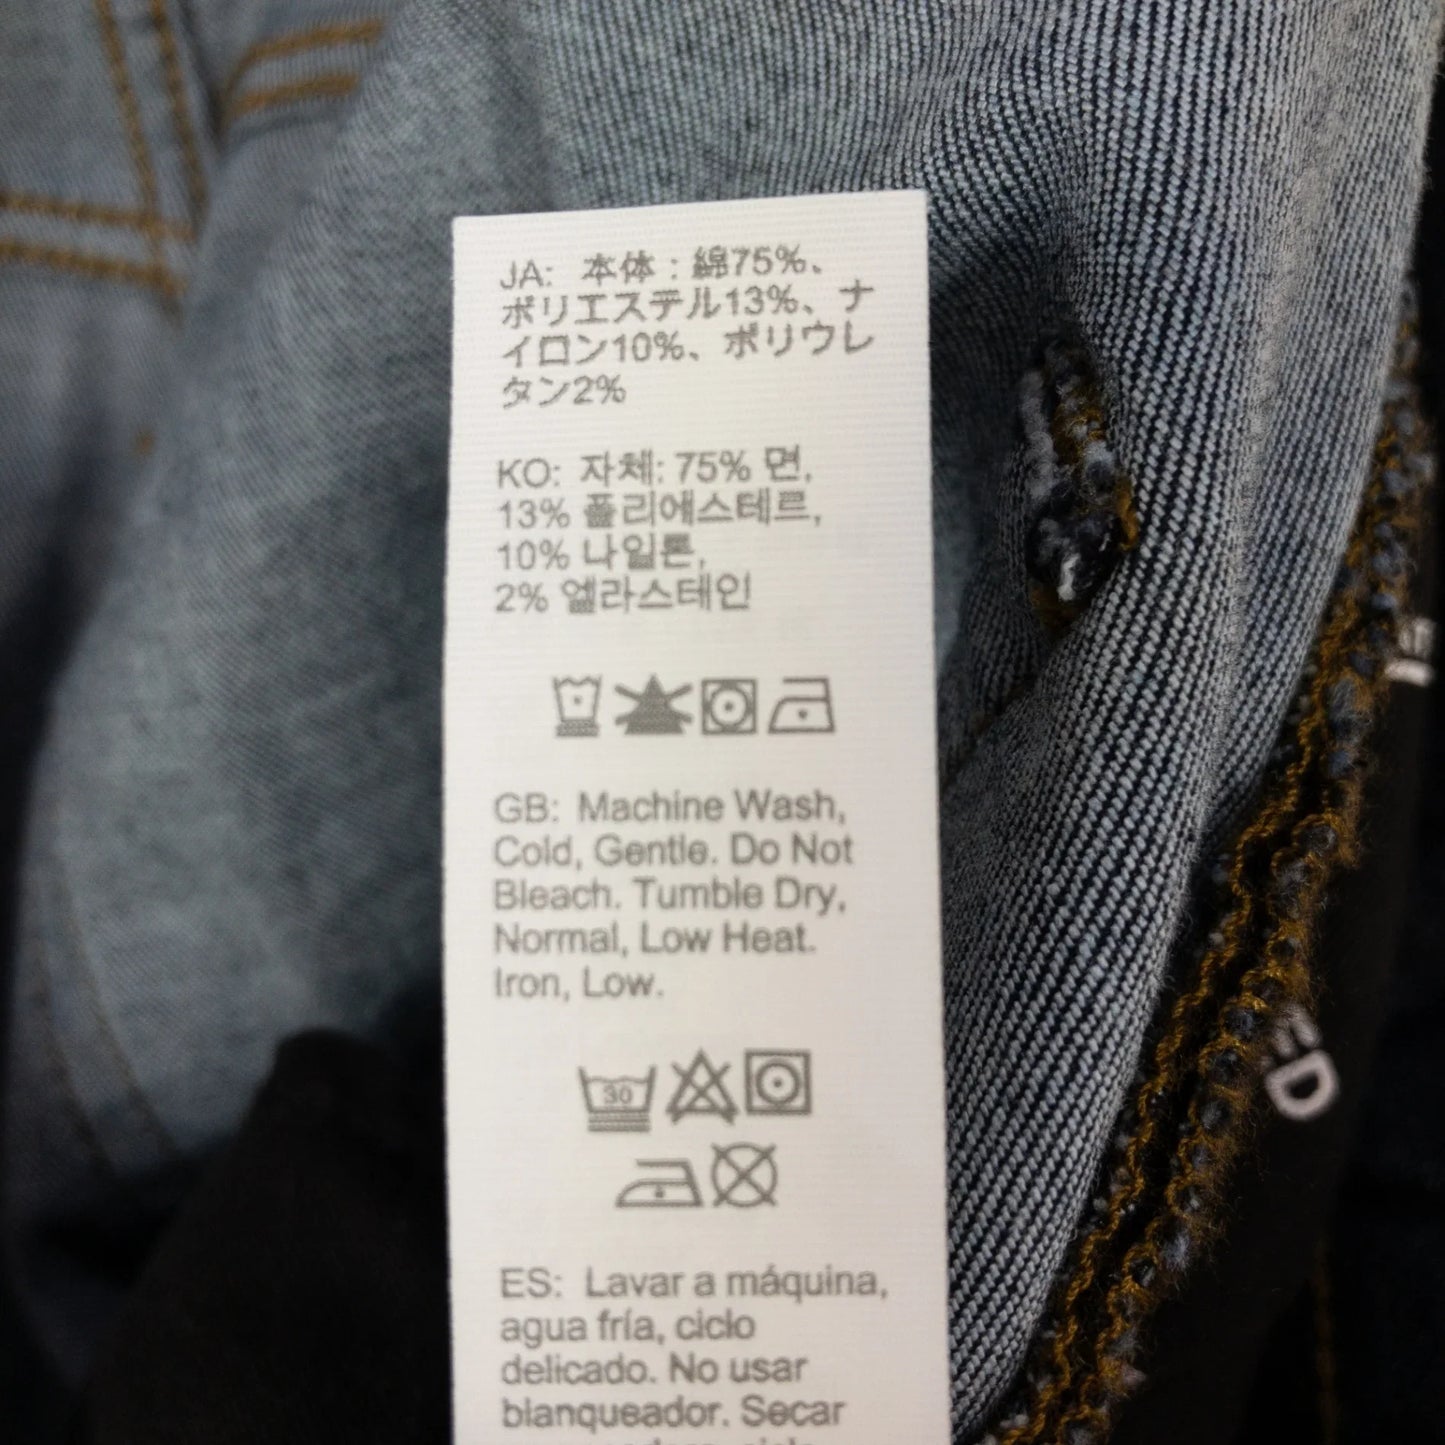 JA: 本体：綿75%、
ポリエステル13%、ナ
イロン10%、ポリウレ
タン2%
KO: 자체: 75% 면,
13% 폴리에스테르,
10% 나일론,
2% 엘라스테인
GB: Machine Wash,
Cold, Gentle. Do Not
Bleach. Tumble Dry,
Normal, Low Heat.
Iron, Low.
30
ES: Lavar a máquina,
agua fría, ciclo
delicado. No usar
blanqueador. Secar